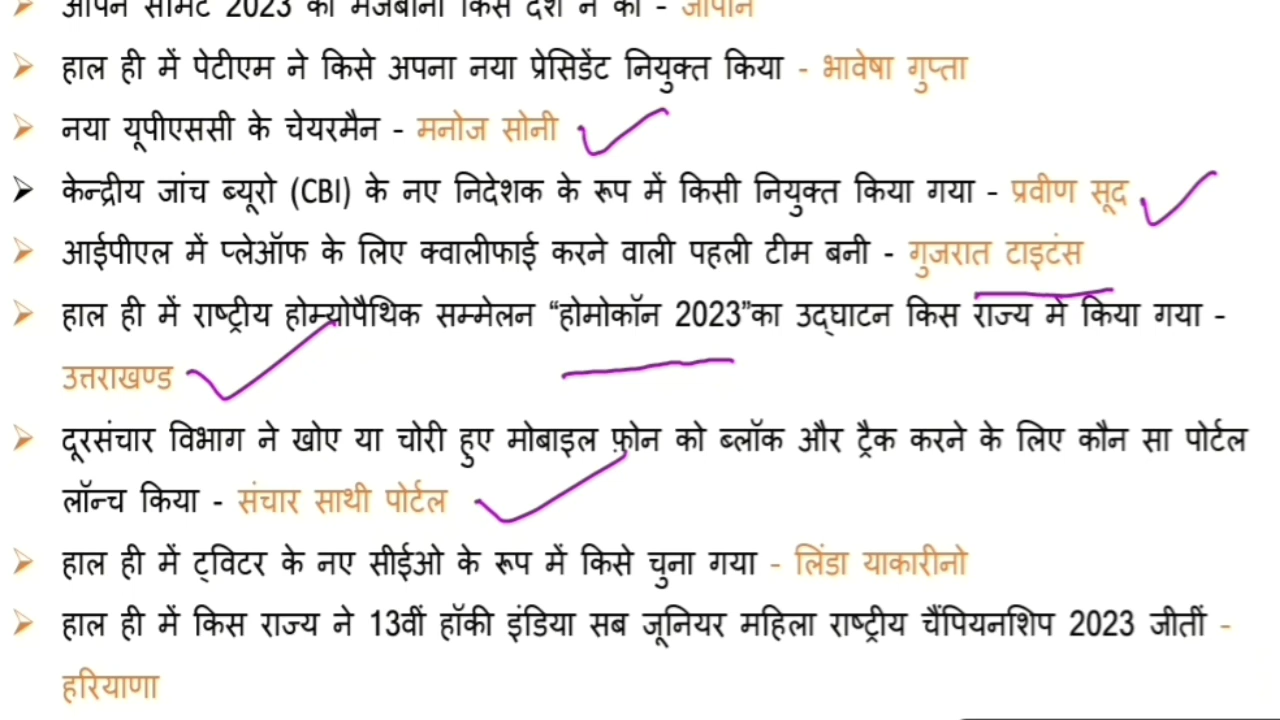 2023 की मेजबानी किस देश ने की - जापान
हाल ही में पेटीएम ने किसे अपना नया प्रेसिडेंट नियुक्त किया - भावेषा गुप्ता
नया यूपीएससी के चेयरमैन - मनोज सोनी
केन्द्रीय जांच ब्यूरो (CBI) के नए निदेशक के रूप में किसी नियुक्त किया गया - प्रवीण सूद
आईपीएल में प्लेऑफ के लिए क्वालीफाई करने वाली पहली टीम बनी - गुजरात टाइटंस
हाल ही में राष्ट्रीय होम्योपैथिक सम्मेलन “होमोकॉन 2023”का उद्घाटन किस राज्य में किया गया -
उत्तराखण्ड
दूरसंचार विभाग ने खोए या चोरी हुए मोबाइल फ़ोन को ब्लॉक और ट्रैक करने के लिए कौन सा पोर्टल
लॉन्च किया - संचार साथी पोर्टल
हाल ही में ट्विटर के नए सीईओ के रूप में किसे चुना गया - लिंडा याकारीनो
हाल ही में किस राज्य ने 13वीं हॉकी इंडिया सब जूनियर महिला राष्ट्रीय चैंपियनशिप 2023 जीतीं -
हरियाणा